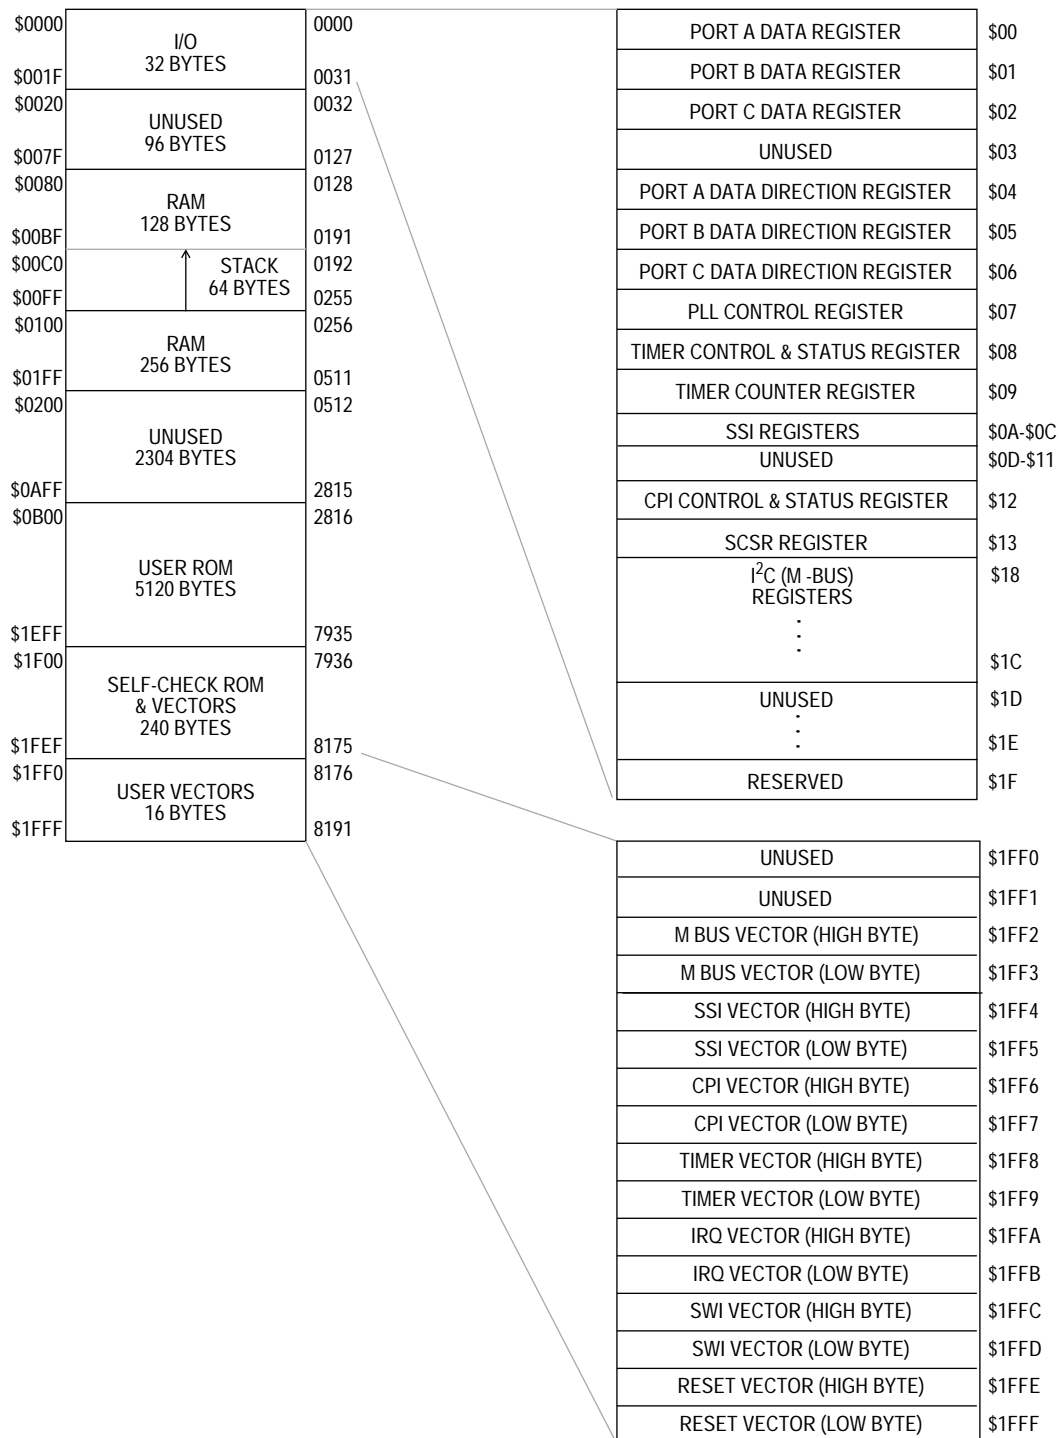 $0000 0000
I/O
32 BYTES
$001F 0031
$0020 0032
UNUSED
96 BYTES
$007F 0127
$0080 0128
RAM
128 BYTES
$00BF 0191
$00C0 STACK 0192
64 BYTES
$00FF 0255
$0100 0256
RAM
256 BYTES
$01FF 0511
$0200 0512
UNUSED
2304 BYTES
$0AFF 2815
$0B00 2816
USER ROM
5120 BYTES
$1EFF 7935
$1F00 7936
SELF-CHECK ROM
& VECTORS
240 BYTES
$1FEF 8175
$1FF0 8176
USER VECTORS
16 BYTES
$1FFF 8191
PORT A DATA REGISTER $00
PORT B DATA REGISTER $01
PORT C DATA REGISTER $02
UNUSED $03
PORT A DATA DIRECTION REGISTER $04
PORT B DATA DIRECTION REGISTER $05
PORT C DATA DIRECTION REGISTER $06
PLL CONTROL REGISTER $07
TIMER CONTROL & STATUS REGISTER $08
TIMER COUNTER REGISTER $09
SSI REGISTERS $0A-$0C
UNUSED $0D-$11
CPI CONTROL & STATUS REGISTER $12
SCSR REGISTER $13
I²C (M -BUS) $18
REGISTERS
$1C
UNUSED $1D
$1E
RESERVED $1F
UNUSED $1FF0
UNUSED $1FF1
M BUS VECTOR (HIGH BYTE) $1FF2
M BUS VECTOR (LOW BYTE) $1FF3
SSI VECTOR (HIGH BYTE) $1FF4
SSI VECTOR (LOW BYTE) $1FF5
CPI VECTOR (HIGH BYTE) $1FF6
CPI VECTOR (LOW BYTE) $1FF7
TIMER VECTOR (HIGH BYTE) $1FF8
TIMER VECTOR (LOW BYTE) $1FF9
IRQ VECTOR (HIGH BYTE) $1FFA
IRQ VECTOR (LOW BYTE) $1FFB
SWI VECTOR (HIGH BYTE) $1FFC
SWI VECTOR (LOW BYTE) $1FFD
RESET VECTOR (HIGH BYTE) $1FFE
RESET VECTOR (LOW BYTE) $1FFF